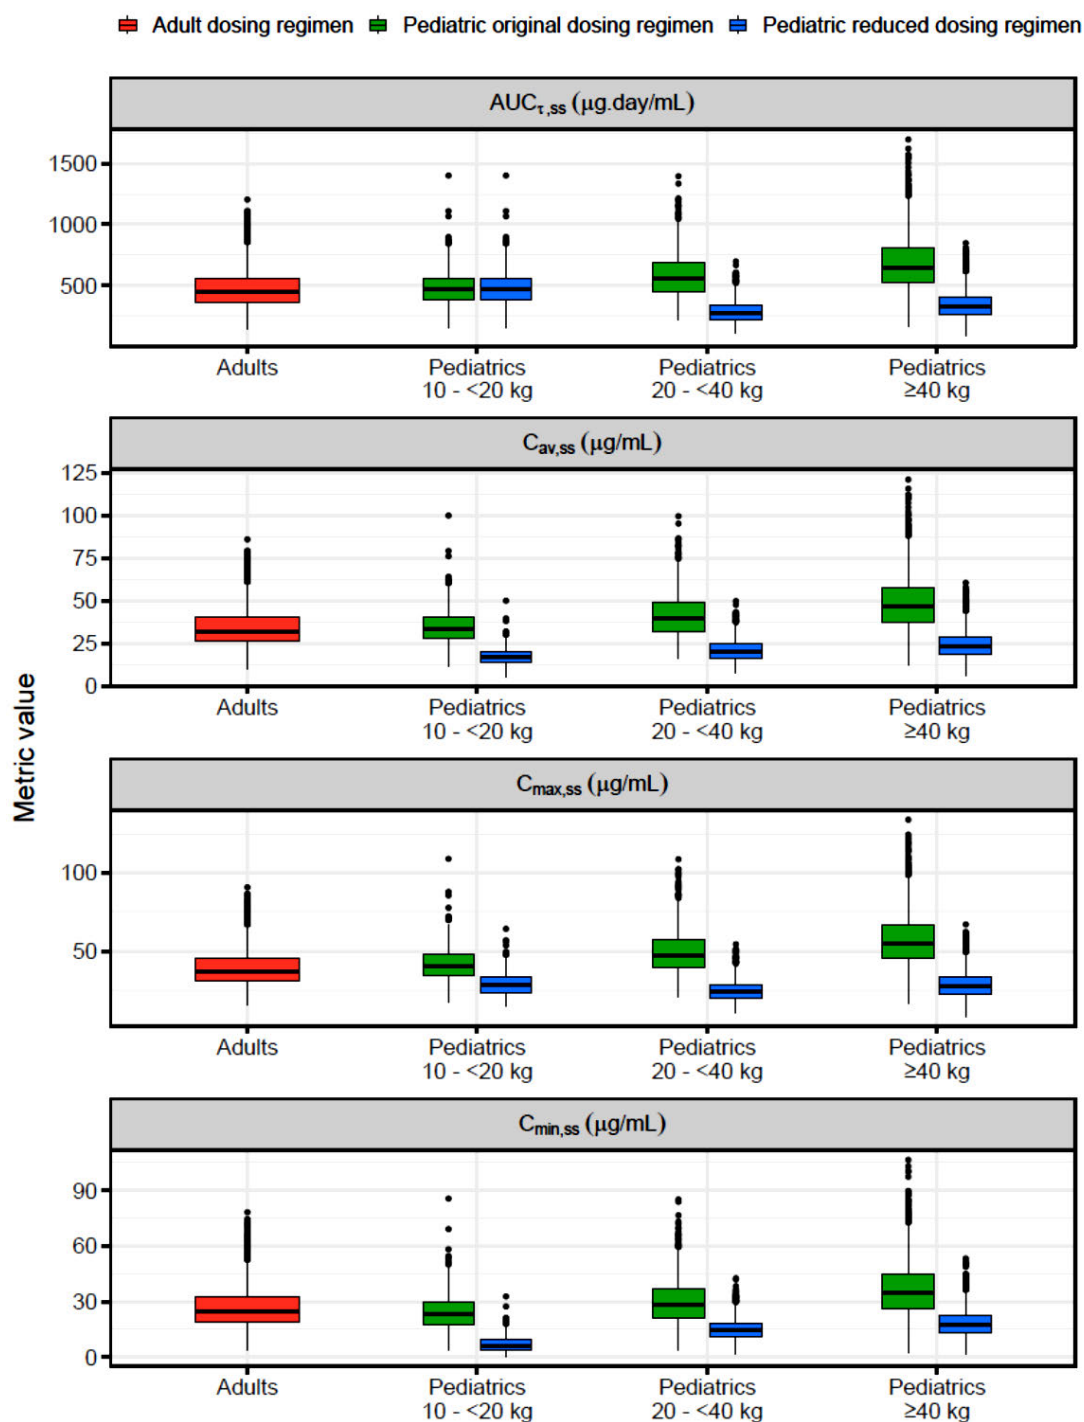 Adult dosing regimen Pediatric original dosing regimen Pediatric reduced dosing regimen
Metric value
AUCτ,ss (μg.day/mL)
1500
1000
500
Adults Pediatrics Pediatrics Pediatrics
10 - <20 kg 20 - <40 kg ≥40 kg
Cav,ss (μg/mL)
125
100
75
50
25
0
Adults Pediatrics Pediatrics Pediatrics
10 - <20 kg 20 - <40 kg ≥40 kg
Cmax,ss (μg/mL)
100
50
Adults Pediatrics Pediatrics Pediatrics
10 - <20 kg 20 - <40 kg ≥40 kg
Cmin,ss (μg/mL)
90
60
30
0
Adults Pediatrics Pediatrics Pediatrics
10 - <20 kg 20 - <40 kg ≥40 kg